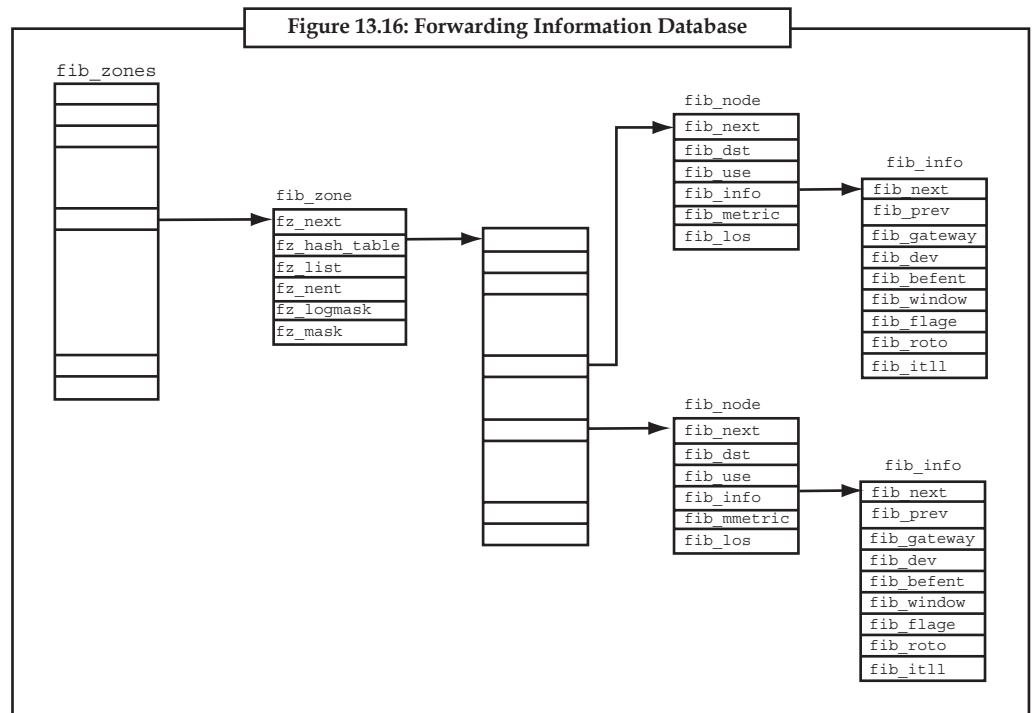 Figure 13.16: Forwarding Information Database
fib_zones
fib_zone
fz_next
fz_hash_table
fz_list
fz_nent
fz_logmask
fz_mask
fib_node
fib_next
fib_dst
fib_use
fib_info
fib_metric
fib_los
fib_info
fib_next
fib_prev
fib_gateway
fib_dev
fib_befent
fib_window
fib_flage
fib_roto
fib_itll
fib_node
fib_next
fib_dst
fib_use
fib_info
fib_mmetric
fib_los
fib_info
fib_next
fib_prev
fib_gateway
fib_dev
fib_befent
fib_window
fib_flage
fib_roto
fib_itll